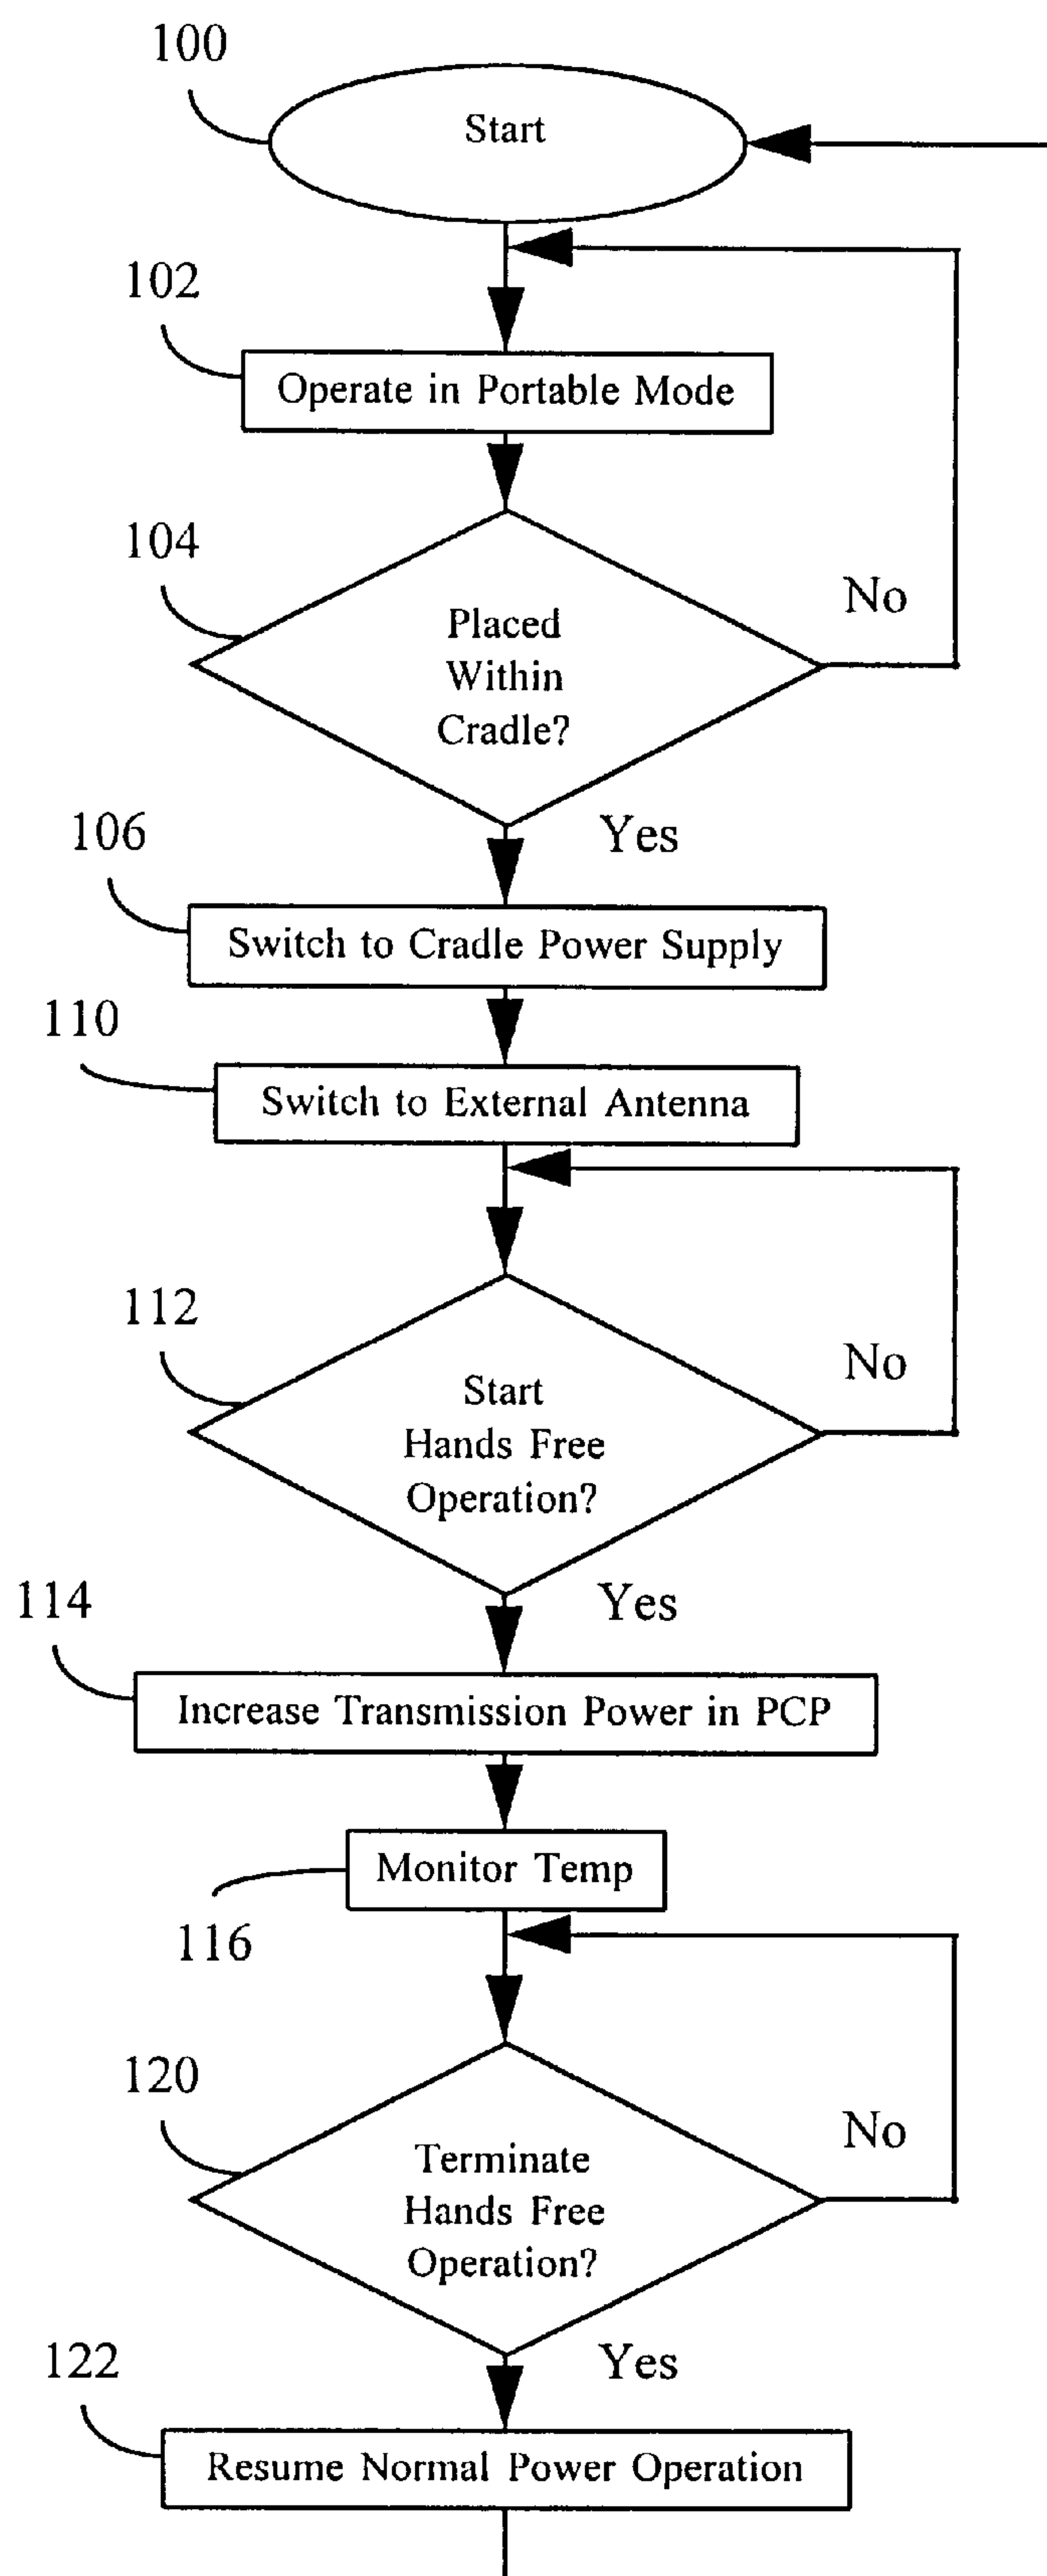 100
Start
102
Operate in Portable Mode
104
Placed
Within
Cradle?
No
Yes
106
Switch to Cradle Power Supply
110
Switch to External Antenna
112
Start
Hands Free
Operation?
No
Yes
114
Increase Transmission Power in PCP
Monitor Temp
116
120
Terminate
Hands Free
Operation?
No
Yes
122
Resume Normal Power Operation